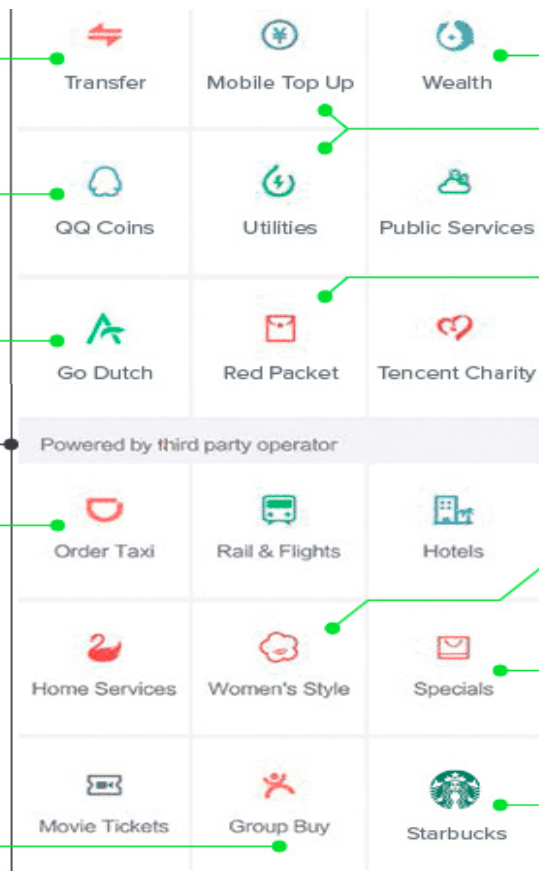 Transfer
Mobile Top Up
Wealth
QQ Coins
Utilities
Public Services
Go Dutch
Red Packet
Tencent Charity
Powered by third party operator
Order Taxi
Rail & Flights
Hotels
Home Services
Women's Style
Specials
Movie Tickets
Group Buy
Starbucks